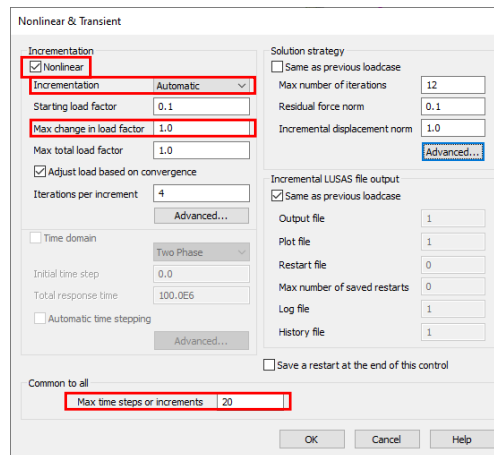 Nonlinear & Transient
Incrementation
Nonlinear
Incrementation Automatic
Starting load factor 0.1
Max change in load factor 1.0
Max total load factor 1.0
Adjust load based on convergence
Iterations per increment 4
Advanced...
Time domain
Two Phase
Initial time step 0.0
Total response time 100.0E6
Automatic time stepping
Advanced...
Common to all
Max time steps or increments 20
Solution strategy
Same as previous loadcase
Max number of iterations 12
Residual force norm 0.1
Incremental displacement norm 1.0
Advanced...
Incremental LUSAS file output
Same as previous loadcase
Output file 1
Plot file 1
Restart file 0
Max number of saved restarts 0
Log file 1
History file 1
Save a restart at the end of this control
OK Cancel Help